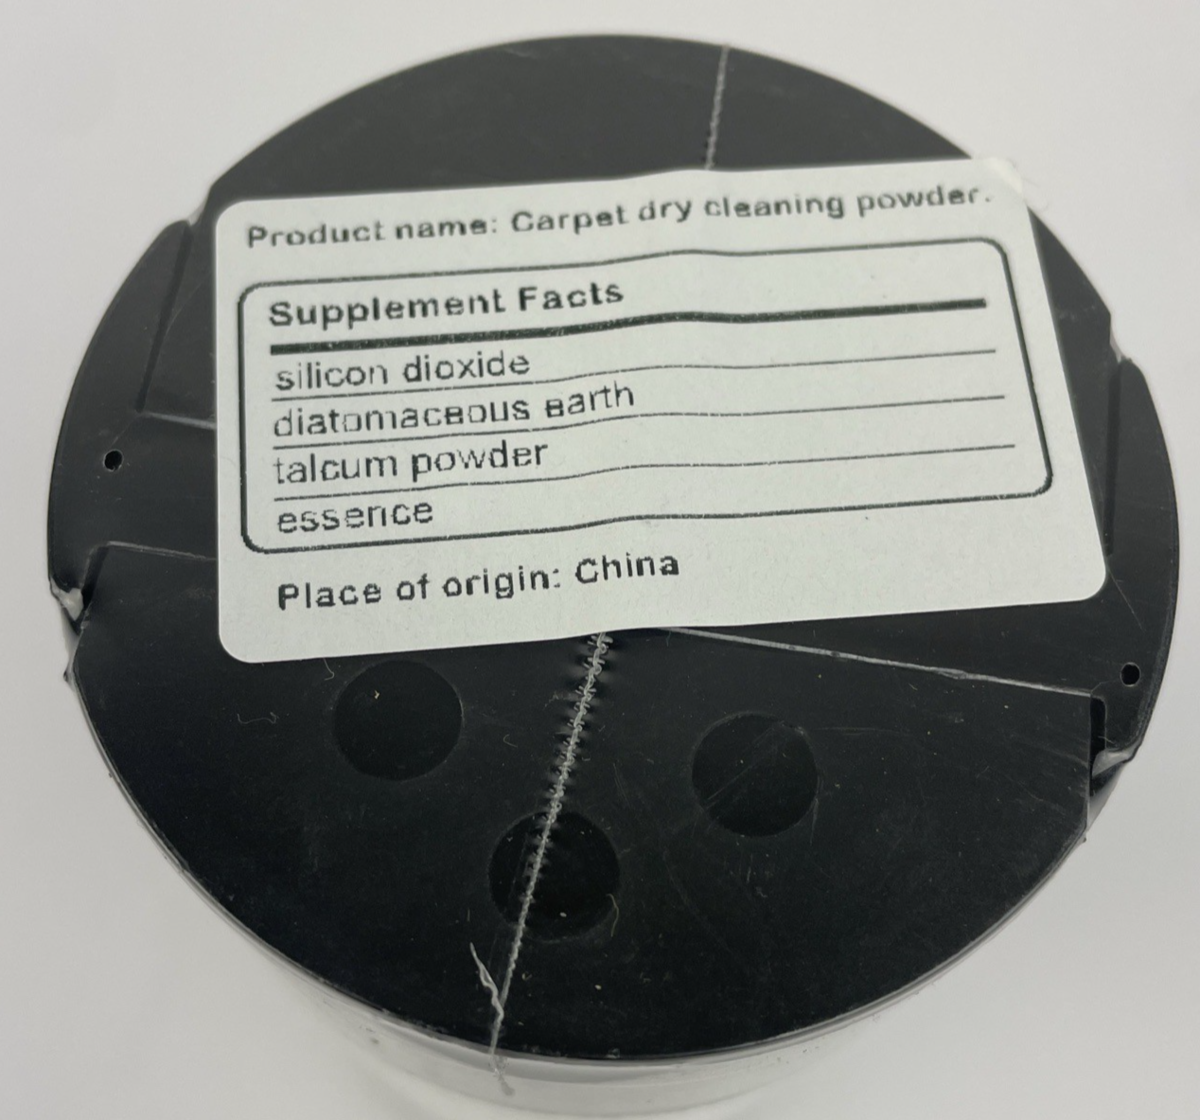 Product name: Carpet dry cleaning powder.
Supplement Facts
silicon dioxide
diatomaceous earth
talcum powder
essence
Place of origin: China